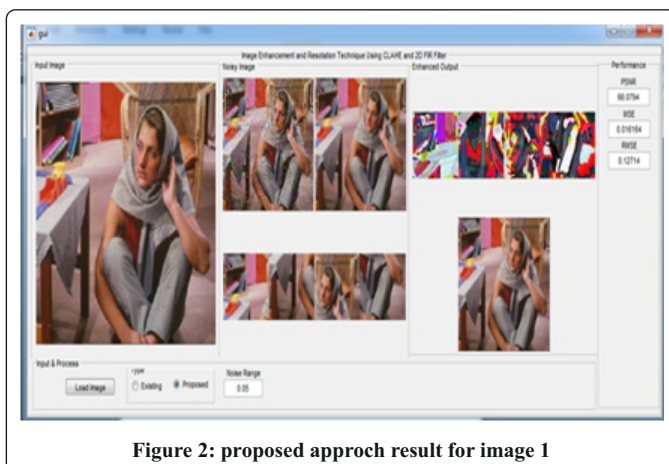 gui
Image Enhancement and Resotation Technique Using CLAHE and 2D FIR Filter
Input Image
Noisy Image
Enhanced Output
Performance
PSNR
66.0794
MSE
0.016164
RMSE
0.12714
Input & Process
Type
Load Image
Existing
Proposed
Noise Range
0.05
Figure 2: proposed approch result for image 1